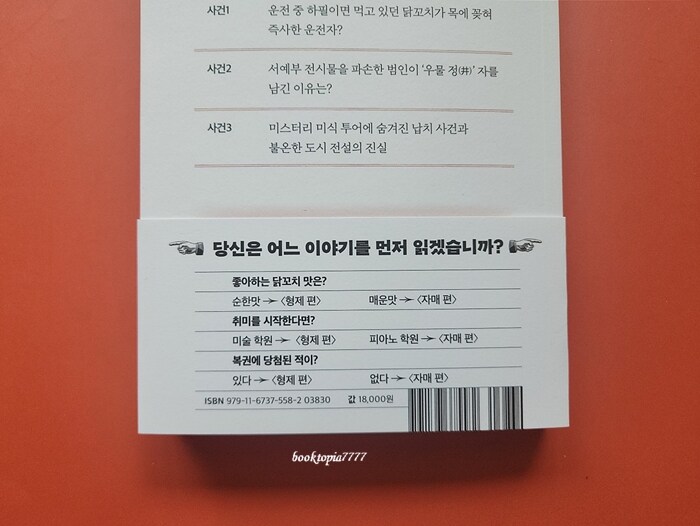 사건1 운전 중 하필이면 먹고 있던 닭꼬치가 목에 꽂혀
즉사한 운전자?
사건2 서예부 전시물을 파손한 범인이 '우물 정(井)' 자를
남긴 이유는?
사건3 미스터리 미식 투어에 숨겨진 납치 사건과
불온한 도시 전설의 진실
당신은 어느 이야기를 먼저 읽겠습니까?
좋아하는 닭꼬치 맛은?
순한맛 → 〈형제 편〉 매운맛 → 〈자매 편〉
취미를 시작한다면?
미술 학원 → 〈형제 편〉 피아노 학원 → 〈자매 편〉
복권에 당첨된 적이?
있다 → 〈형제 편〉 없다 → 〈자매 편〉
ISBN 979-11-6737-558-2 03830 값 18,000원
booktopia7777